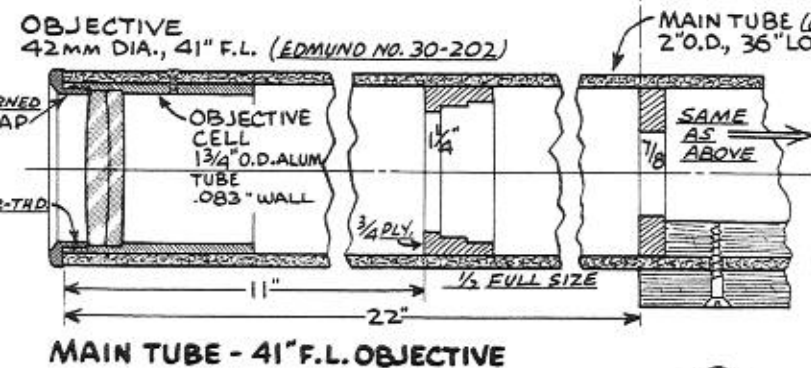 OBJECTIVE
42MM DIA., 41" F.L. (EDMUND NO. 30-202)
MAIN TUBE
2"O.D., 36"
OBJECTIVE
CELL
1 3/4" O.D. ALUM
TUBE
.083" WALL
1 1/4"
7/8
SAME
AS
ABOVE
3/4 PLY.
1/2 FULL SIZE
11"
22"
MAIN TUBE - 41" F.L. OBJECTIVE